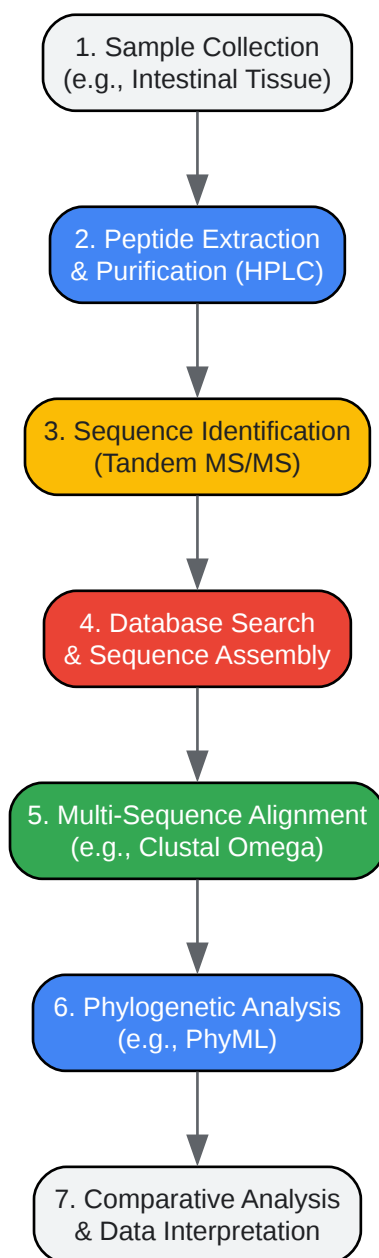 1. Sample Collection
(e.g., Intestinal Tissue)
2. Peptide Extraction
& Purification (HPLC)
3. Sequence Identification
(Tandem MS/MS)
4. Database Search
& Sequence Assembly
5. Multi-Sequence Alignment
(e.g., Clustal Omega)
6. Phylogenetic Analysis
(e.g., PhyML)
7. Comparative Analysis
& Data Interpretation